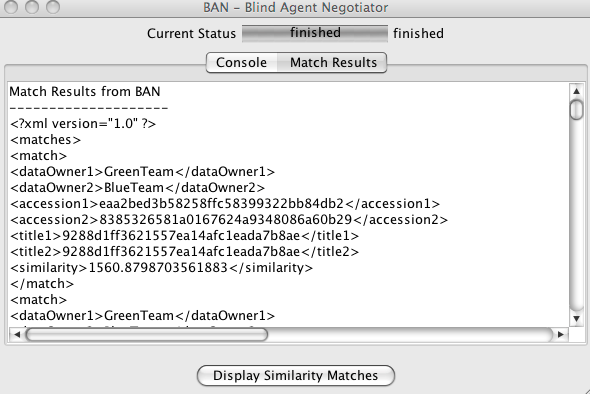 BAN – Blind Agent Negotiator
Current Status finished finished
Console Match Results
Match Results from BAN
--------------------
<?xml version="1.0" ?>
<matches>
<match>
<dataOwner1>GreenTeam</dataOwner1>
<dataOwner2>BlueTeam</dataOwner2>
<accession1>eaa2bed3b58258ffc58399322bb84db2</accession1>
<accession2>8385326581a0167624a9348086a60b29</accession2>
<title1>9288d1ff3621557ea14afc1eada7b8ae</title1>
<title2>9288d1ff3621557ea14afc1eada7b8ae</title2>
<similarity>1560.8798703561883</similarity>
</match>
<match>
<dataOwner1>GreenTeam</dataOwner1>
Display Similarity Matches